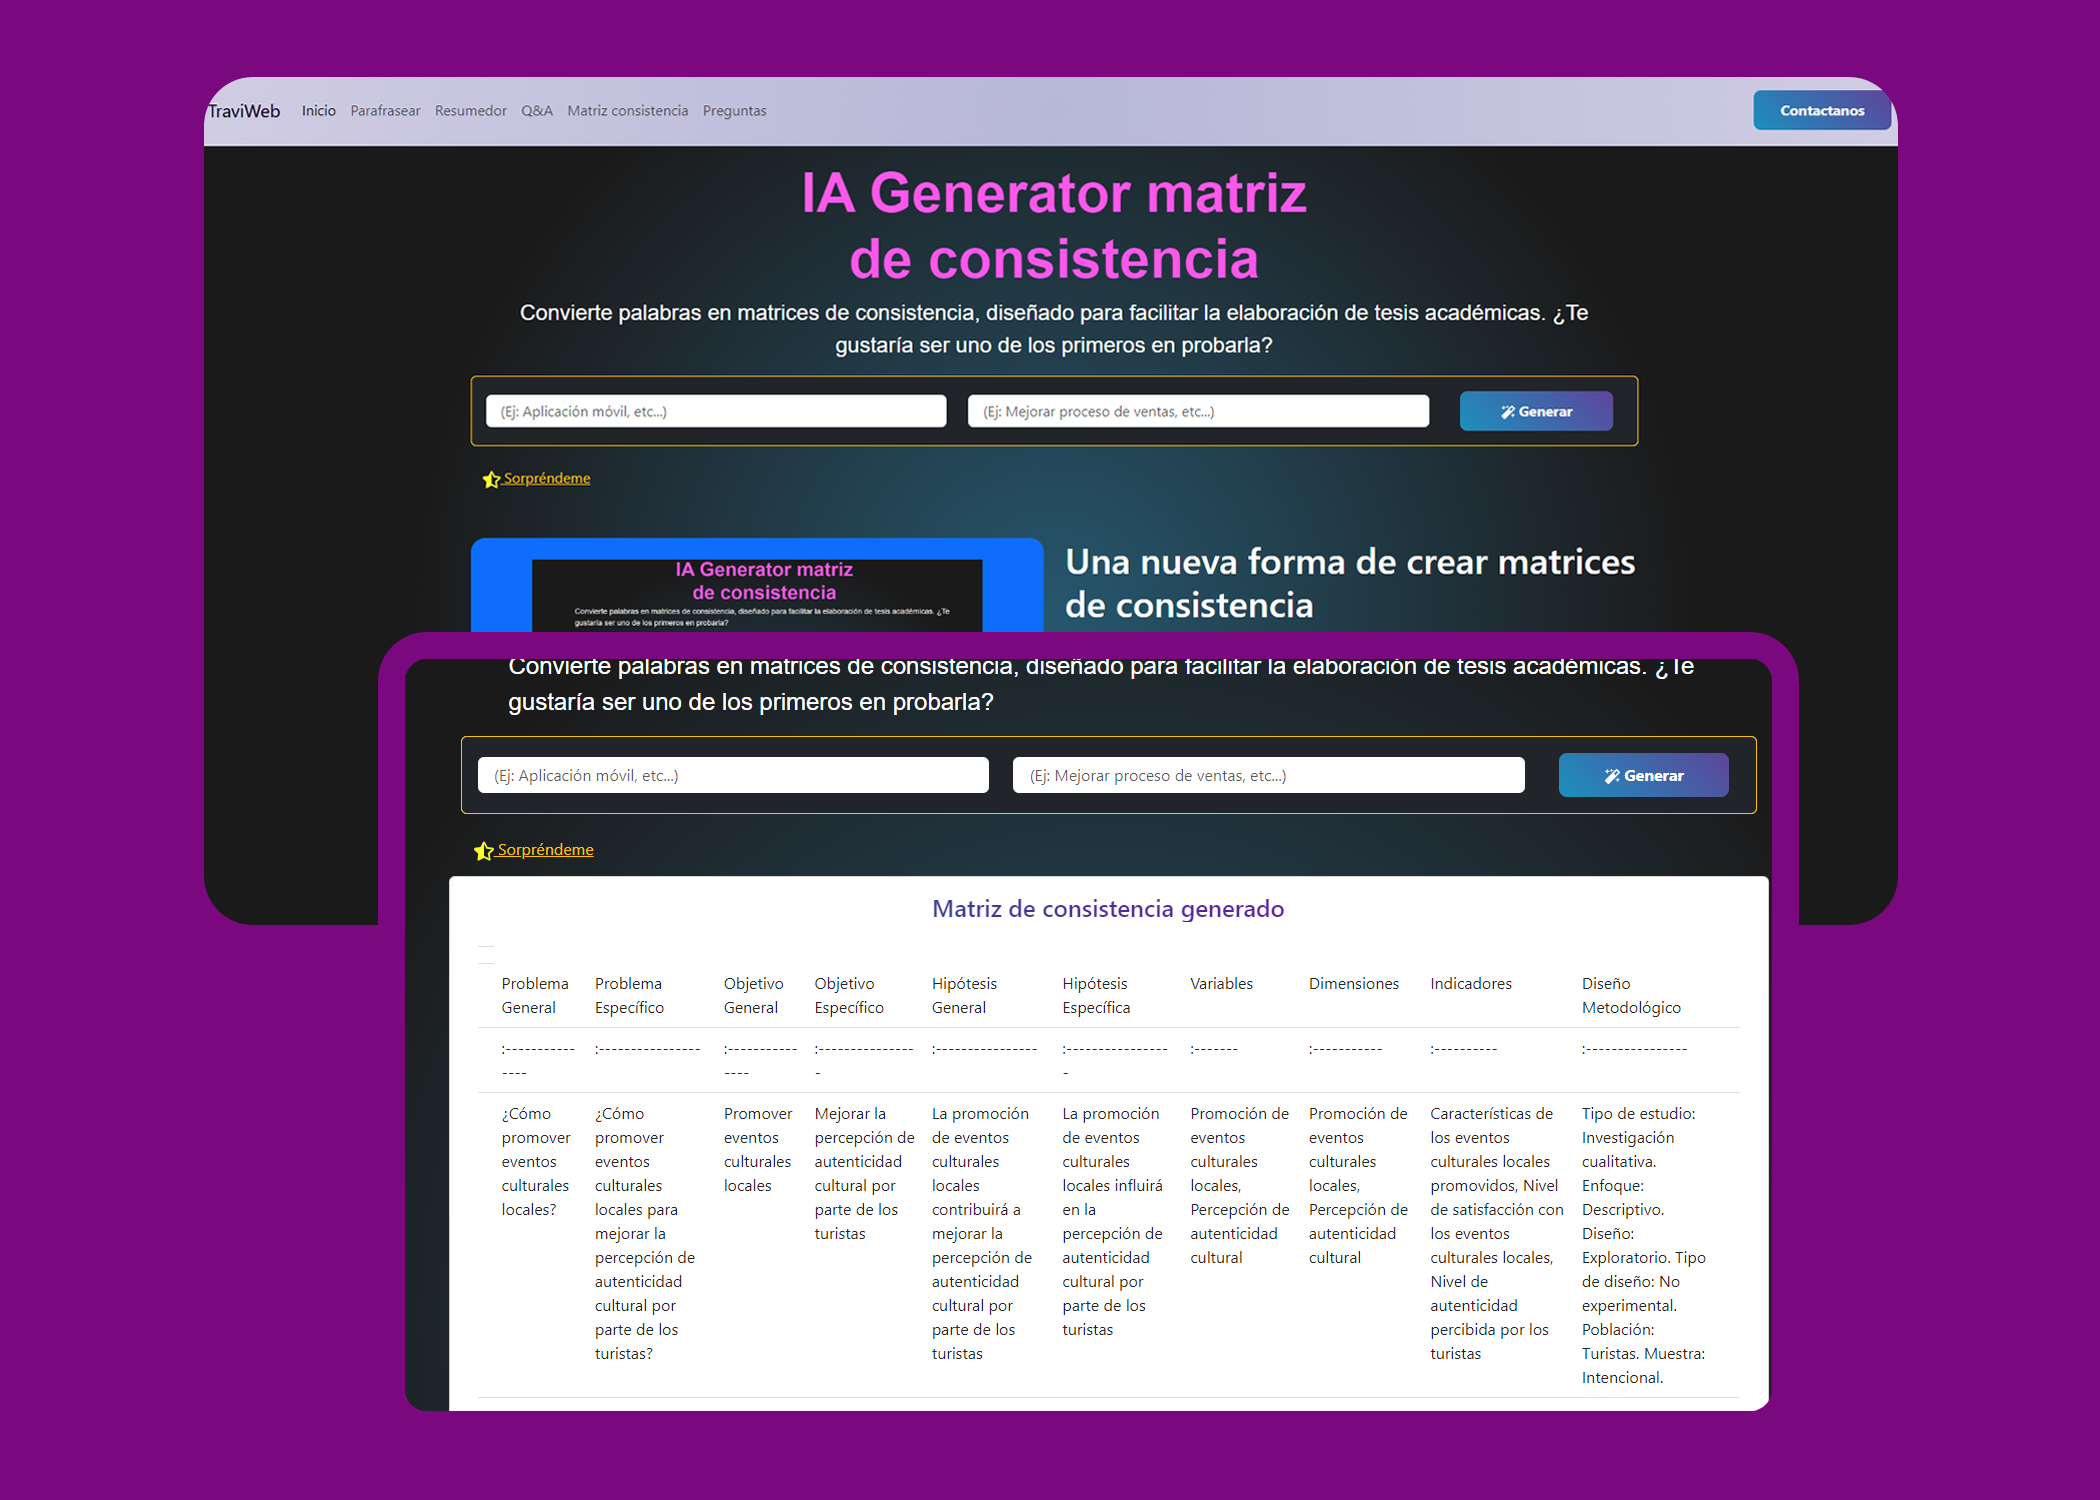 TraviWeb Inicio Parafrasear Resumedor Q&A Matriz consistencia Preguntas Contactanos
IA Generator matriz
de consistencia
Convierte palabras en matrices de consistencia, diseñado para facilitar la elaboración de tesis académicas. ¿Te
gustaría ser uno de los primeros en probarla?
(Ej: Aplicación móvil, etc...) (Ej: Mejorar proceso de ventas, etc...) Generar
Sorpréndeme
IA Generator matriz
de consistencia
Convierte palabras en matrices de consistencia, diseñado para facilitar la elaboración de tesis académicas. ¿Te
gustaría ser uno de los primeros en probarla?
Una nueva forma de crear matrices
de consistencia
Convierte palabras en matrices de consistencia, diseñado para facilitar la elaboración de tesis académicas. ¿Te
gustaría ser uno de los primeros en probarla?
(Ej: Aplicación móvil, etc...) (Ej: Mejorar proceso de ventas, etc...) Generar
Sorpréndeme
Matriz de consistencia generado
Problema
General
Problema
Específico
Objetivo
General
Objetivo
Específico
Hipótesis
General
Hipótesis
Específica
Variables
Dimensiones
Indicadores
Diseño
Metodológico
:-----------
----
:----------------
:-----------
----
:---------------
-
:----------------
:----------------
-
:-------
:-----------
:----------
:----------------
¿Cómo
promover
eventos
culturales
locales?
¿Cómo
promover
eventos
culturales
locales para
mejorar la
percepción de
autenticidad
cultural por
parte de los
turistas?
Promover
eventos
culturales
locales
Mejorar la
percepción de
autenticidad
cultural por
parte de los
turistas
La promoción
de eventos
culturales
locales
contribuirá a
mejorar la
percepción de
autenticidad
cultural por
parte de los
turistas
La promoción
de eventos
culturales
locales influirá
en la
percepción de
autenticidad
cultural por
parte de los
turistas
Promoción de
eventos
culturales
locales,
Percepción de
autenticidad
cultural
Promoción de
eventos
culturales
locales,
Percepción de
autenticidad
cultural
Características de
los eventos
culturales locales
promovidos, Nivel
de satisfacción con
los eventos
culturales locales,
Nivel de
autenticidad
percibida por los
turistas
Tipo de estudio:
Investigación
cualitativa.
Enfoque:
Descriptivo.
Diseño:
Exploratorio. Tipo
de diseño: No
experimental.
Población:
Turistas. Muestra:
Intencional.